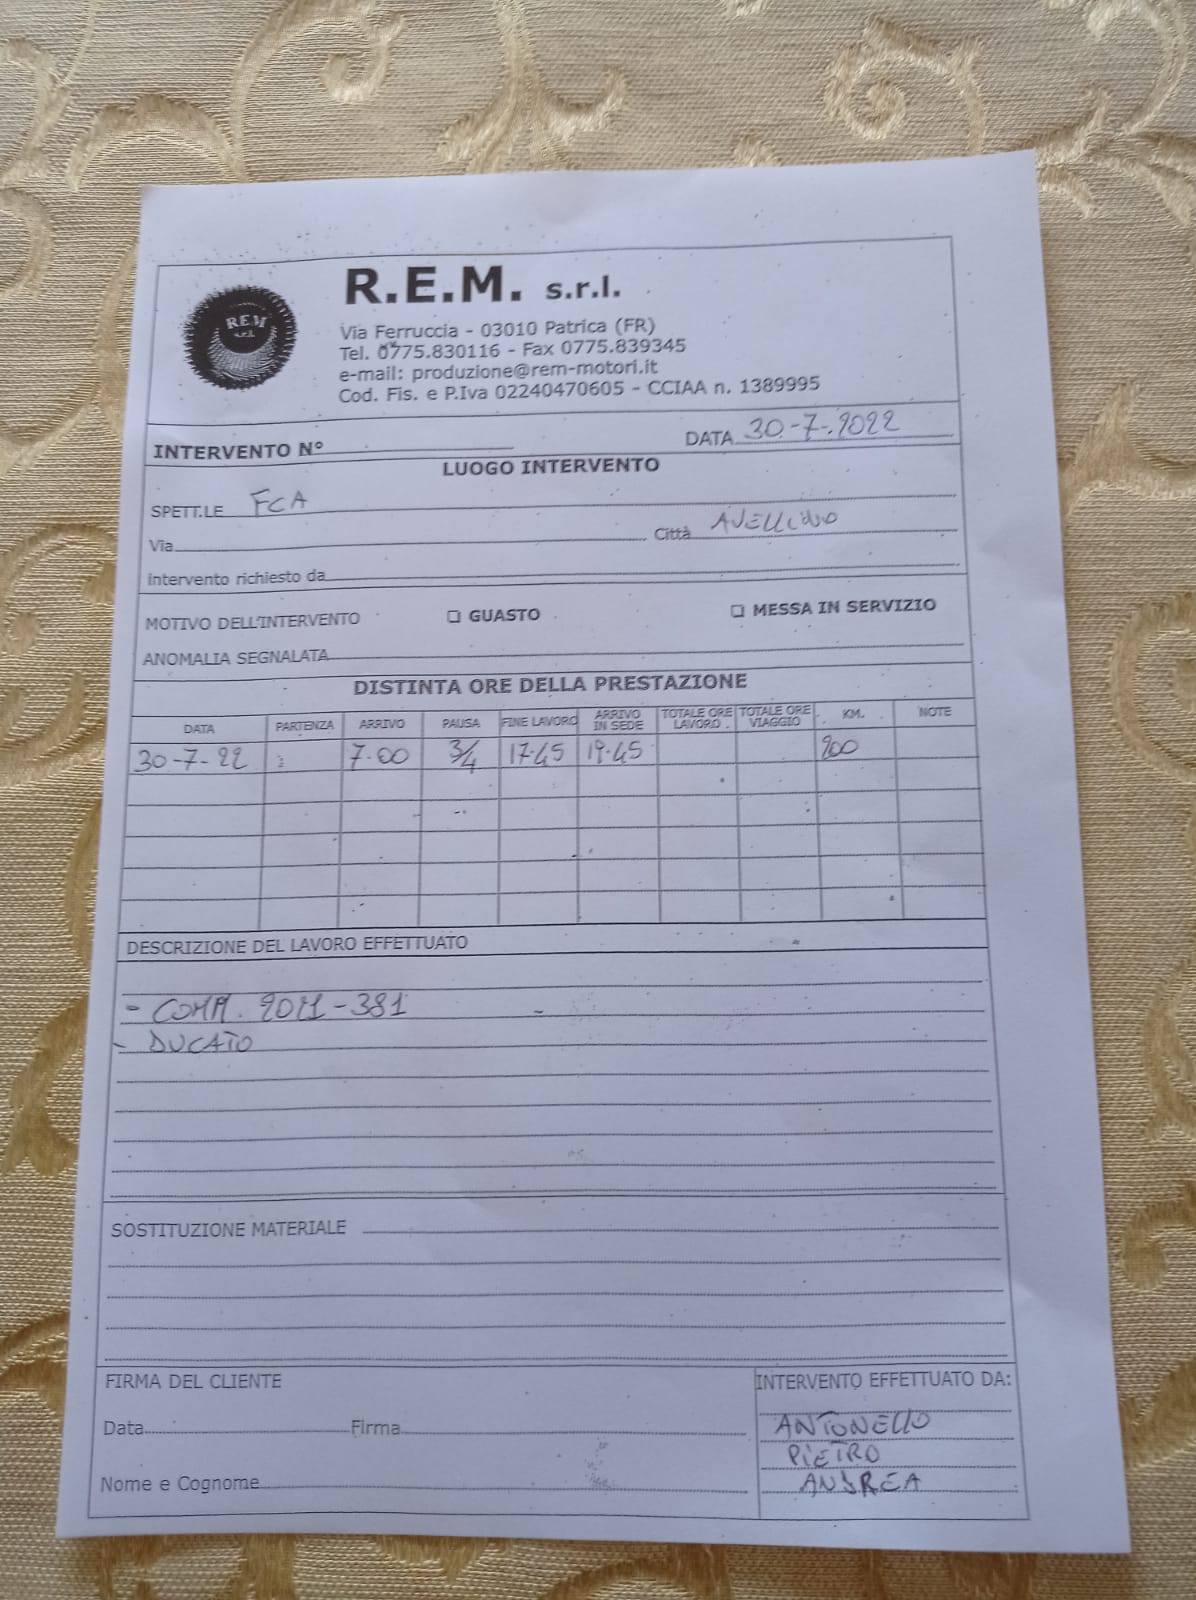 REM
s.r.l.
R.E.M. s.r.l.
Via Ferruccia - 03010 Patrica (FR)
Tel. 0775.830116 - Fax 0775.839345
e-mail: produzione@rem-motori.it
Cod. Fis. e P.Iva 02240470605 - CCIAA n. 1389995
INTERVENTO N° DATA 30-7-2022
LUOGO INTERVENTO
SPETT.LE FCA
Via Città AVELLINO
Intervento richiesto da
MOTIVO DELL'INTERVENTO GUASTO MESSA IN SERVIZIO
ANOMALIA SEGNALATA
DISTINTA ORE DELLA PRESTAZIONE
DATA PARTENZA ARRIVO PAUSA FINE LAVORO ARRIVO IN SEDE TOTALE ORE LAVORO TOTALE ORE VIAGGIO KM. NOTE
30-7-22 : 7.00 3/4 17.45 19.45 200
DESCRIZIONE DEL LAVORO EFFETTUATO
- COMM. 2021-381
- DUCATO
SOSTITUZIONE MATERIALE
FIRMA DEL CLIENTE
INTERVENTO EFFETTUATO DA:
Data Firma
ANTONELLO
PIETRO
Nome e Cognome
ANDREA